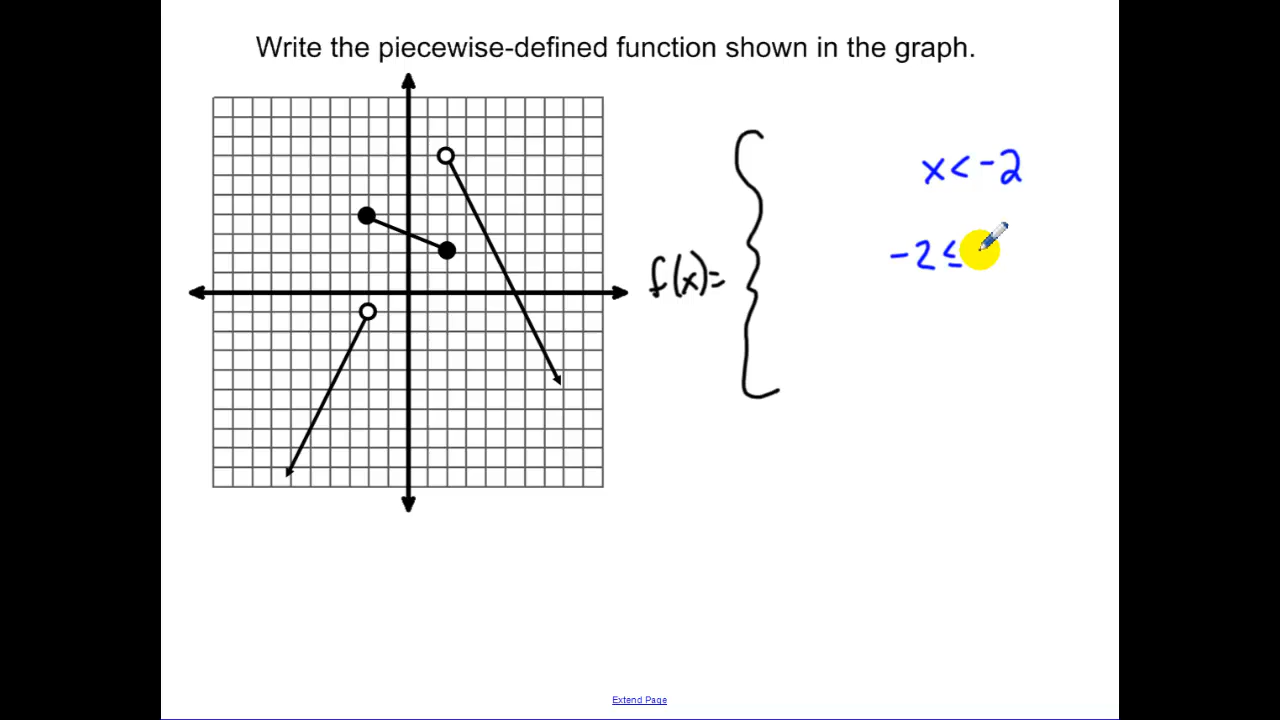 Write the piecewise-defined function shown in the graph.
x < -2
-2 ≤
f(x)=
Extend Page